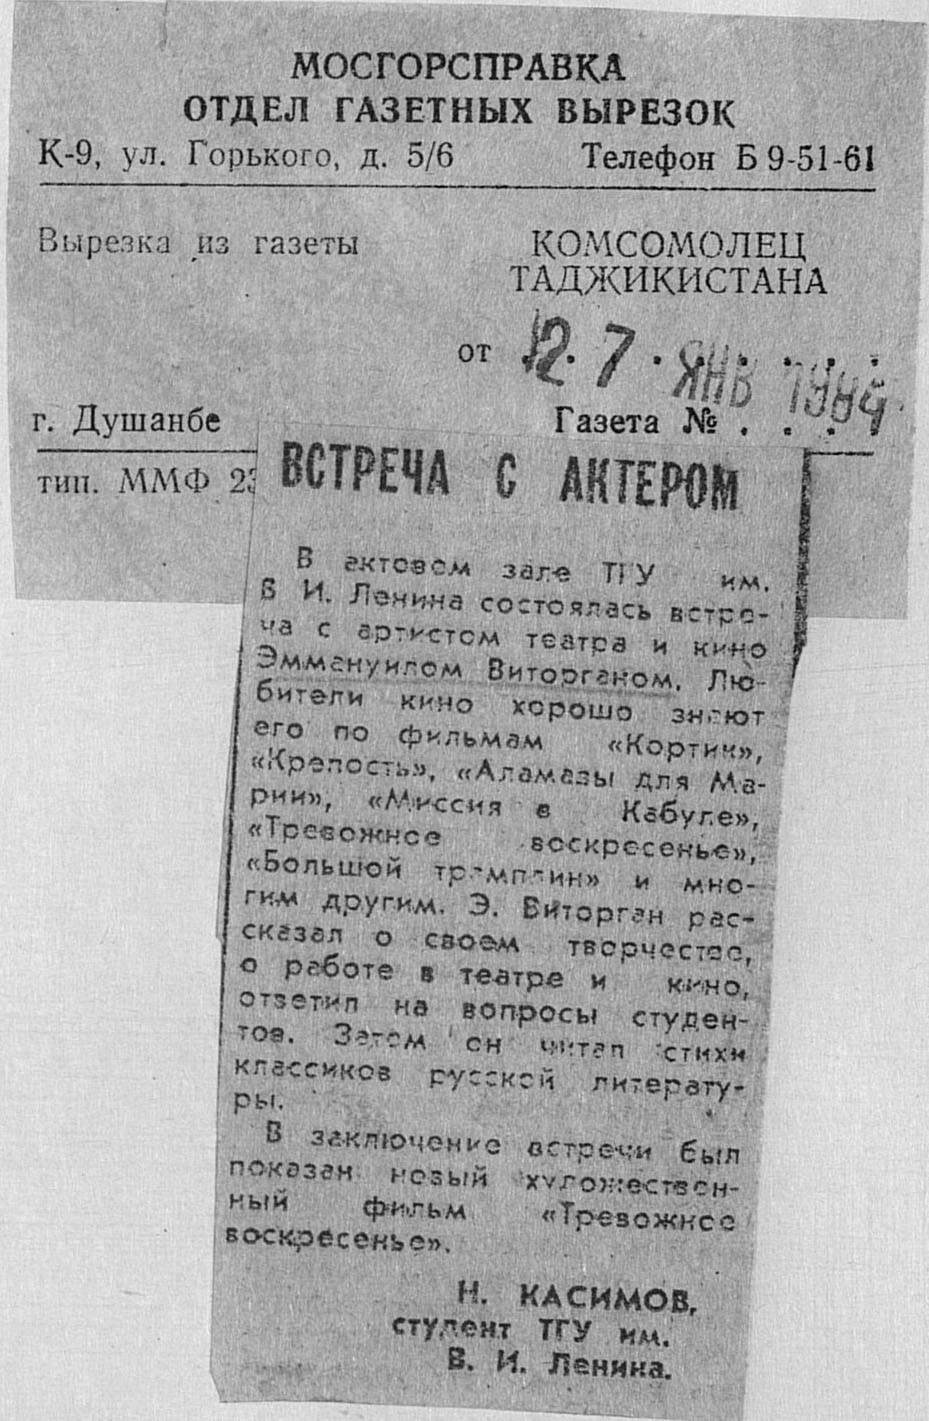 МОСГОРСПРАВКА
ОТДЕЛ ГАЗЕТНЫХ ВЫРЕЗОК
К-9, ул. Горького, д. 5/6 Телефон Б 9-51-61
Вырезка из газеты КОМСОМОЛЕЦ
ТАДЖИКИСТАНА
от 27 ЯНВ 1984
г. Душанбе Газета № . . . .
тип. ММФ 23
ВСТРЕЧА С АКТЕРОМ
В актовом зале ТГУ им.
В И. Ленина состоялась встре-
ча с артистом театра и кино
Эммануилом Виторганом. Лю-
бители кино хорошо знают
его по фильмам «Кортик»,
«Крепость», «Аламазы для Ма-
рии», «Миссия в Кабуле»,
«Тревожное воскресенье»,
«Большой трамплин» и мно-
гим другим. Э. Виторган рас-
сказал о своем творчестве,
о работе в театре и кино,
ответил на вопросы студен-
тов. Затем он читал стихи
классиков русской литерату-
ры.
В заключение встречи был
показан новый художествен-
ный фильм «Тревожное
воскресенье».
Н. КАСИМОВ,
студент ТГУ им.
В. И. Ленина.